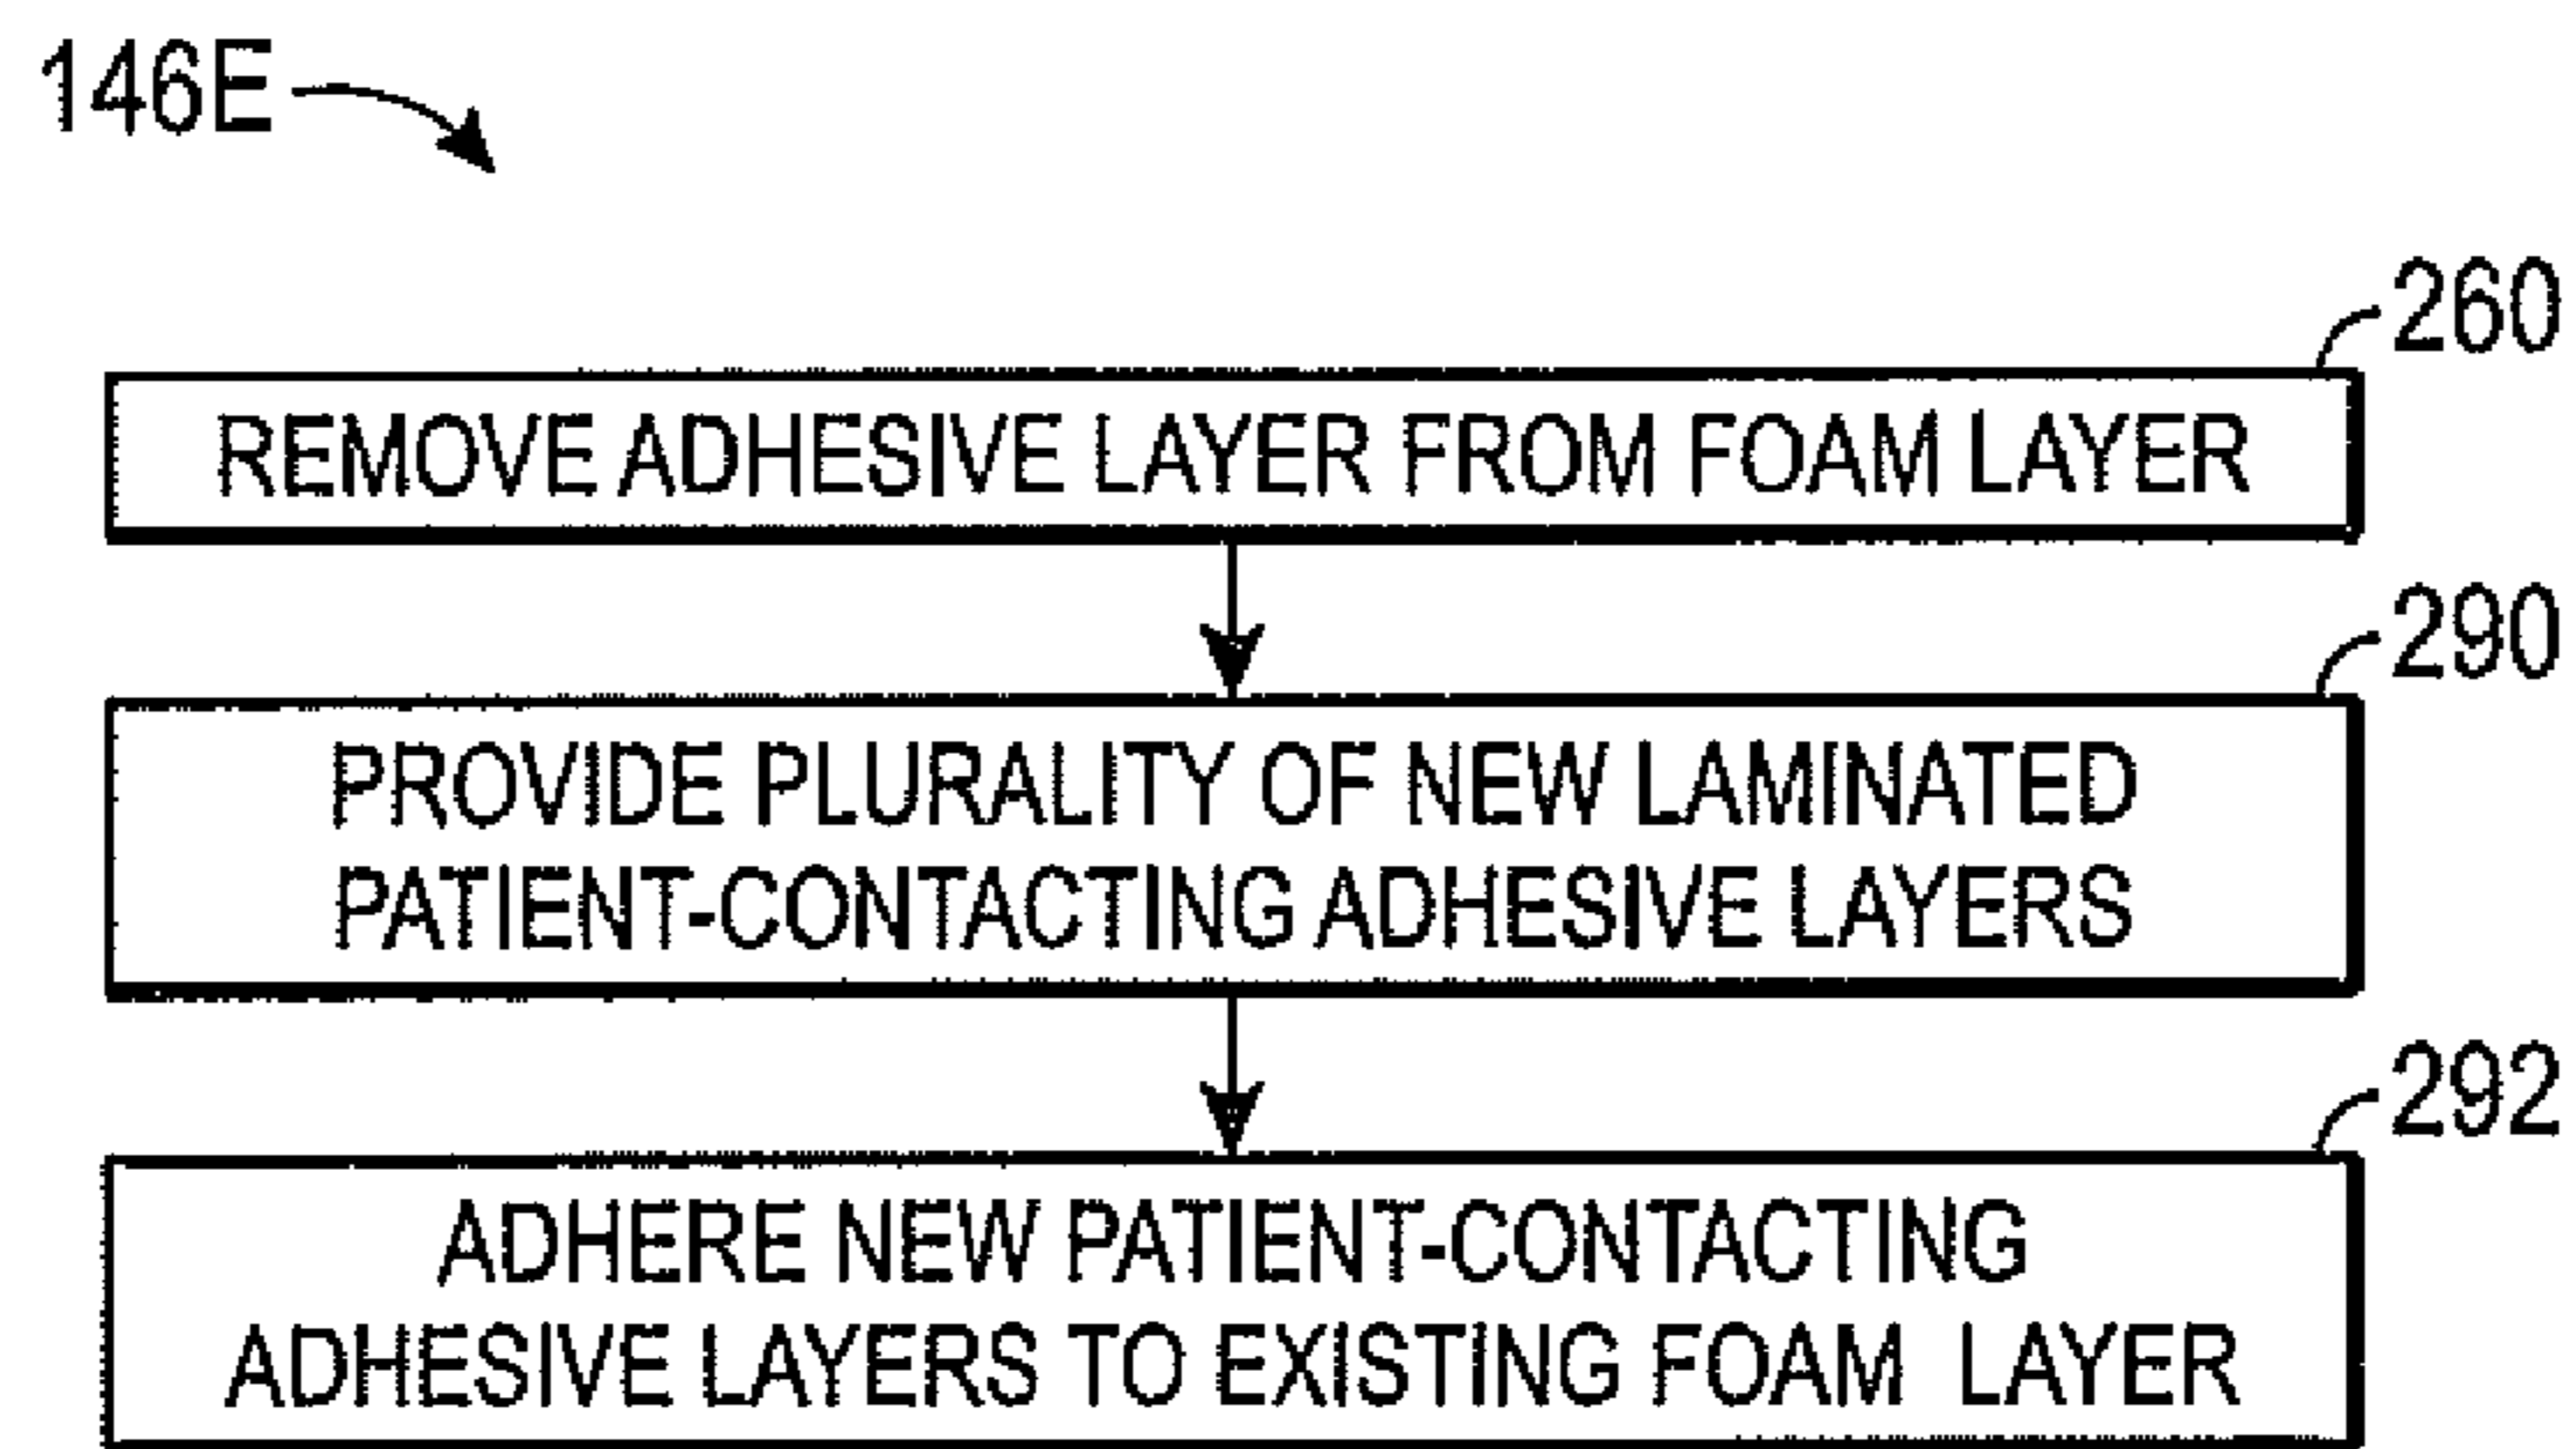 146E
260
REMOVE ADHESIVE LAYER FROM FOAM LAYER
290
PROVIDE PLURALITY OF NEW LAMINATED
PATIENT-CONTACTING ADHESIVE LAYERS
292
ADHERE NEW PATIENT-CONTACTING
ADHESIVE LAYERS TO EXISTING FOAM LAYER